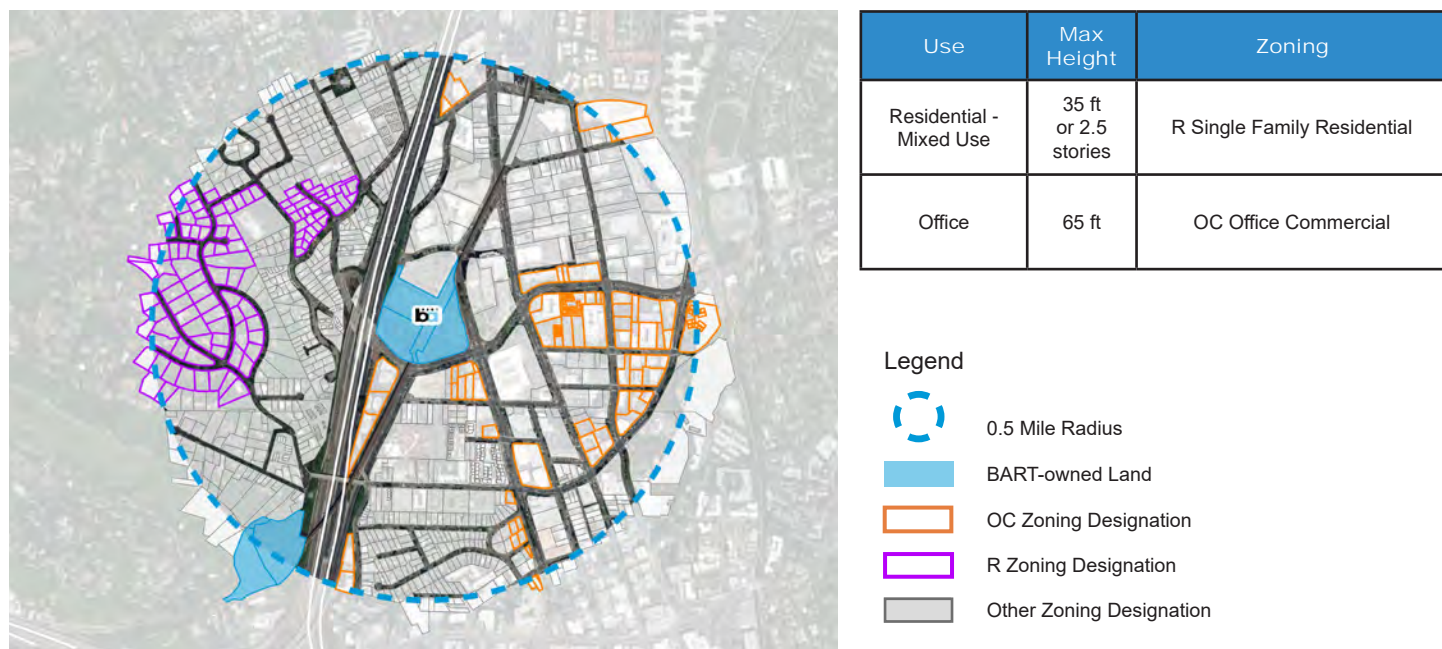 Use
Max
Height
Zoning
Residential -
Mixed Use
35 ft
or 2.5
stories
R Single Family Residential
Office
65 ft
OC Office Commercial
Legend
0.5 Mile Radius
BART-owned Land
OC Zoning Designation
R Zoning Designation
Other Zoning Designation
ba